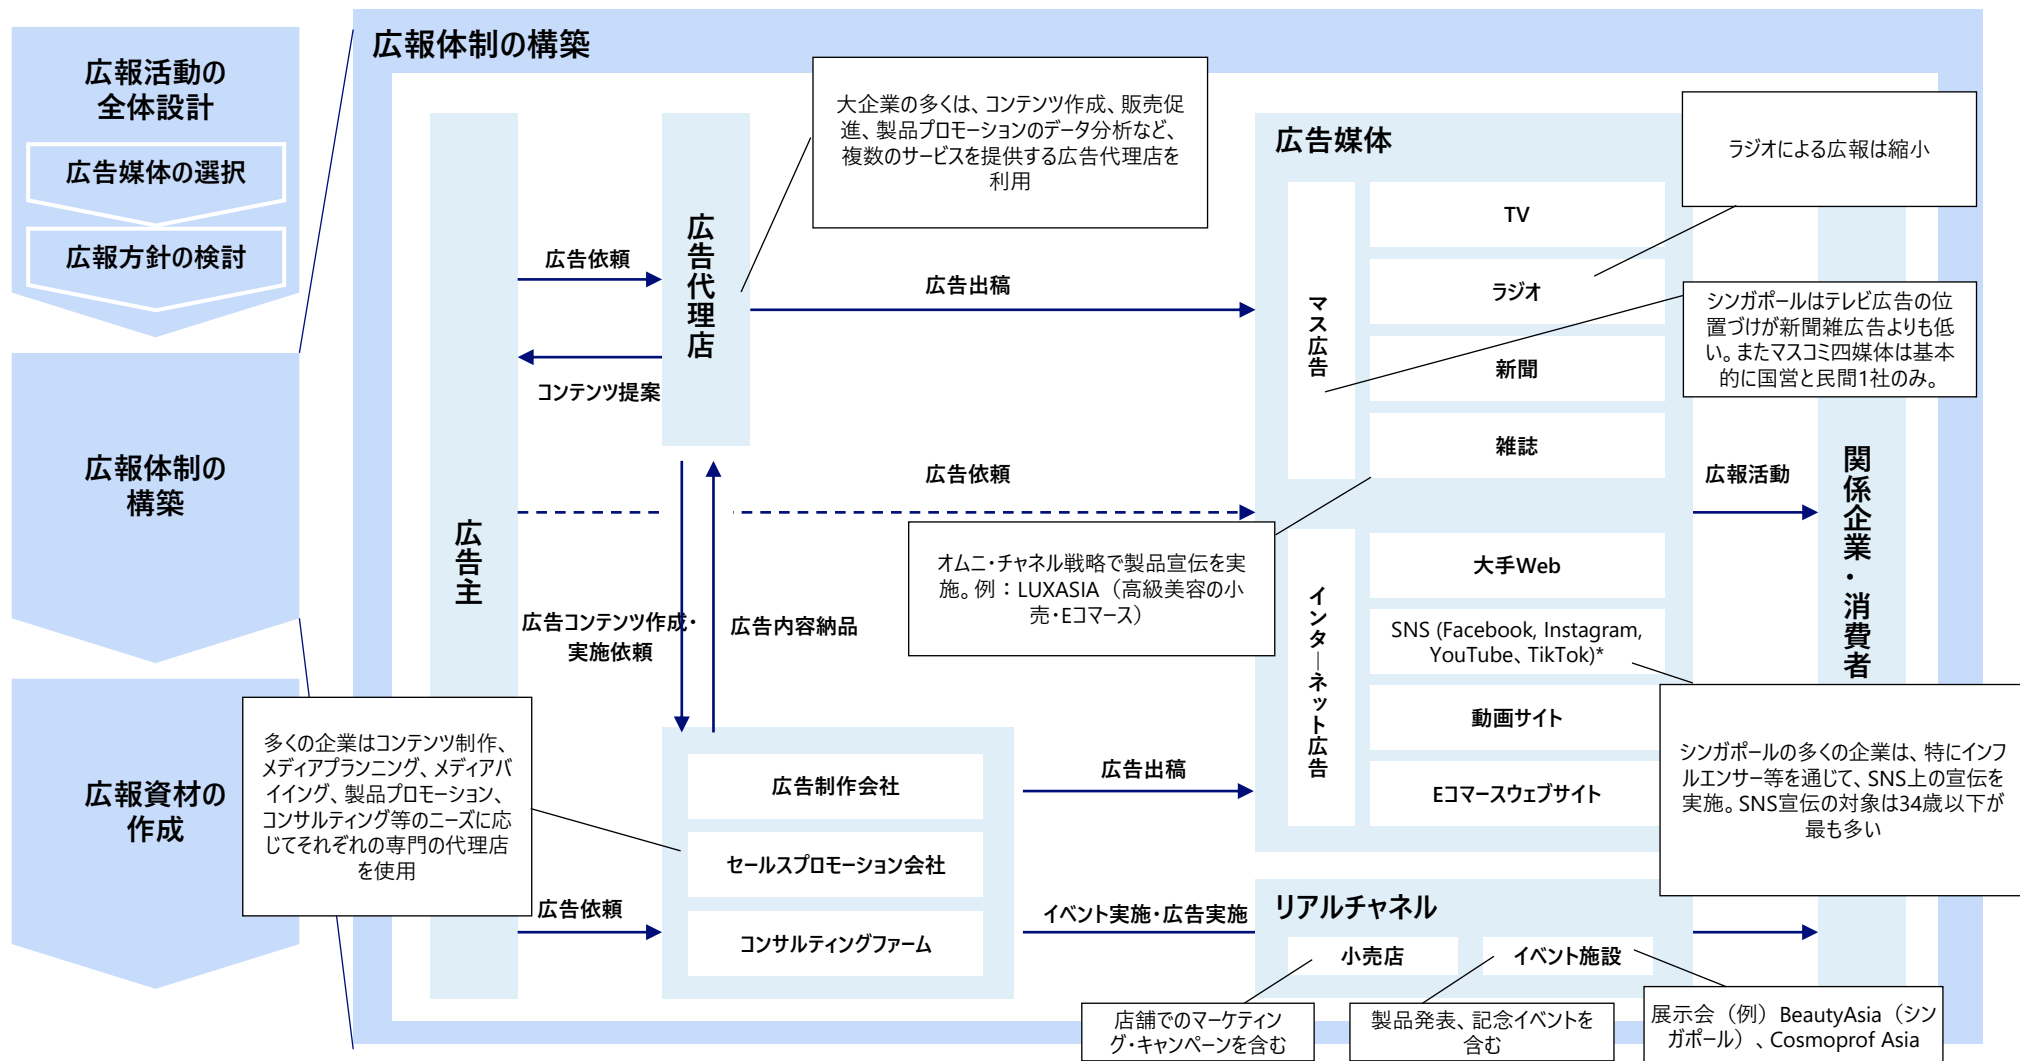 広報活動の
全体設計
広告媒体の選択
広報方針の検討
広報体制の
構築
広報資材の
作成
広報体制の構築
広告主
広告依頼
コンテンツ提案
広告代理店
大企業の多くは、コンテンツ作成、販売促
進、製品プロモーションのデータ分析など、
複数のサービスを提供する広告代理店を
利用
広告出稿
広告依頼
広告コンテンツ作成・
実施依頼
広告内容納品
多くの企業はコンテンツ制作、
メディアプランニング、メディアバ
イイング、製品プロモーション、
コンサルティング等のニーズに応
じてそれぞれの専門の代理店
を使用
広告依頼
広告制作会社
セールスプロモーション会社
コンサルティングファーム
広告出稿
イベント実施・広告実施
オムニ・チャネル戦略で製品宣伝を実
施。例：LUXASIA（高級美容の小
売・Eコマース）
広告媒体
マス広告
TV
ラジオ
新聞
雑誌
インターネット広告
大手Web
SNS (Facebook, Instagram,
YouTube、TikTok)*
動画サイト
Eコマースウェブサイト
ラジオによる広報は縮小
シンガポールはテレビ広告の位
置づけが新聞雑広告よりも低
い。またマスコミ四媒体は基本
的に国営と民間1社のみ。
広報活動
関係企業・消費者
シンガポールの多くの企業は、特にインフ
ルエンサー等を通じて、SNS上の宣伝を
実施。SNS宣伝の対象は34歳以下が
最も多い
リアルチャネル
小売店
イベント施設
店舗でのマーケティン
グ・キャンペーンを含む
製品発表、記念イベントを
含む
展示会（例）BeautyAsia（シン
ガポール）、Cosmoprof Asia